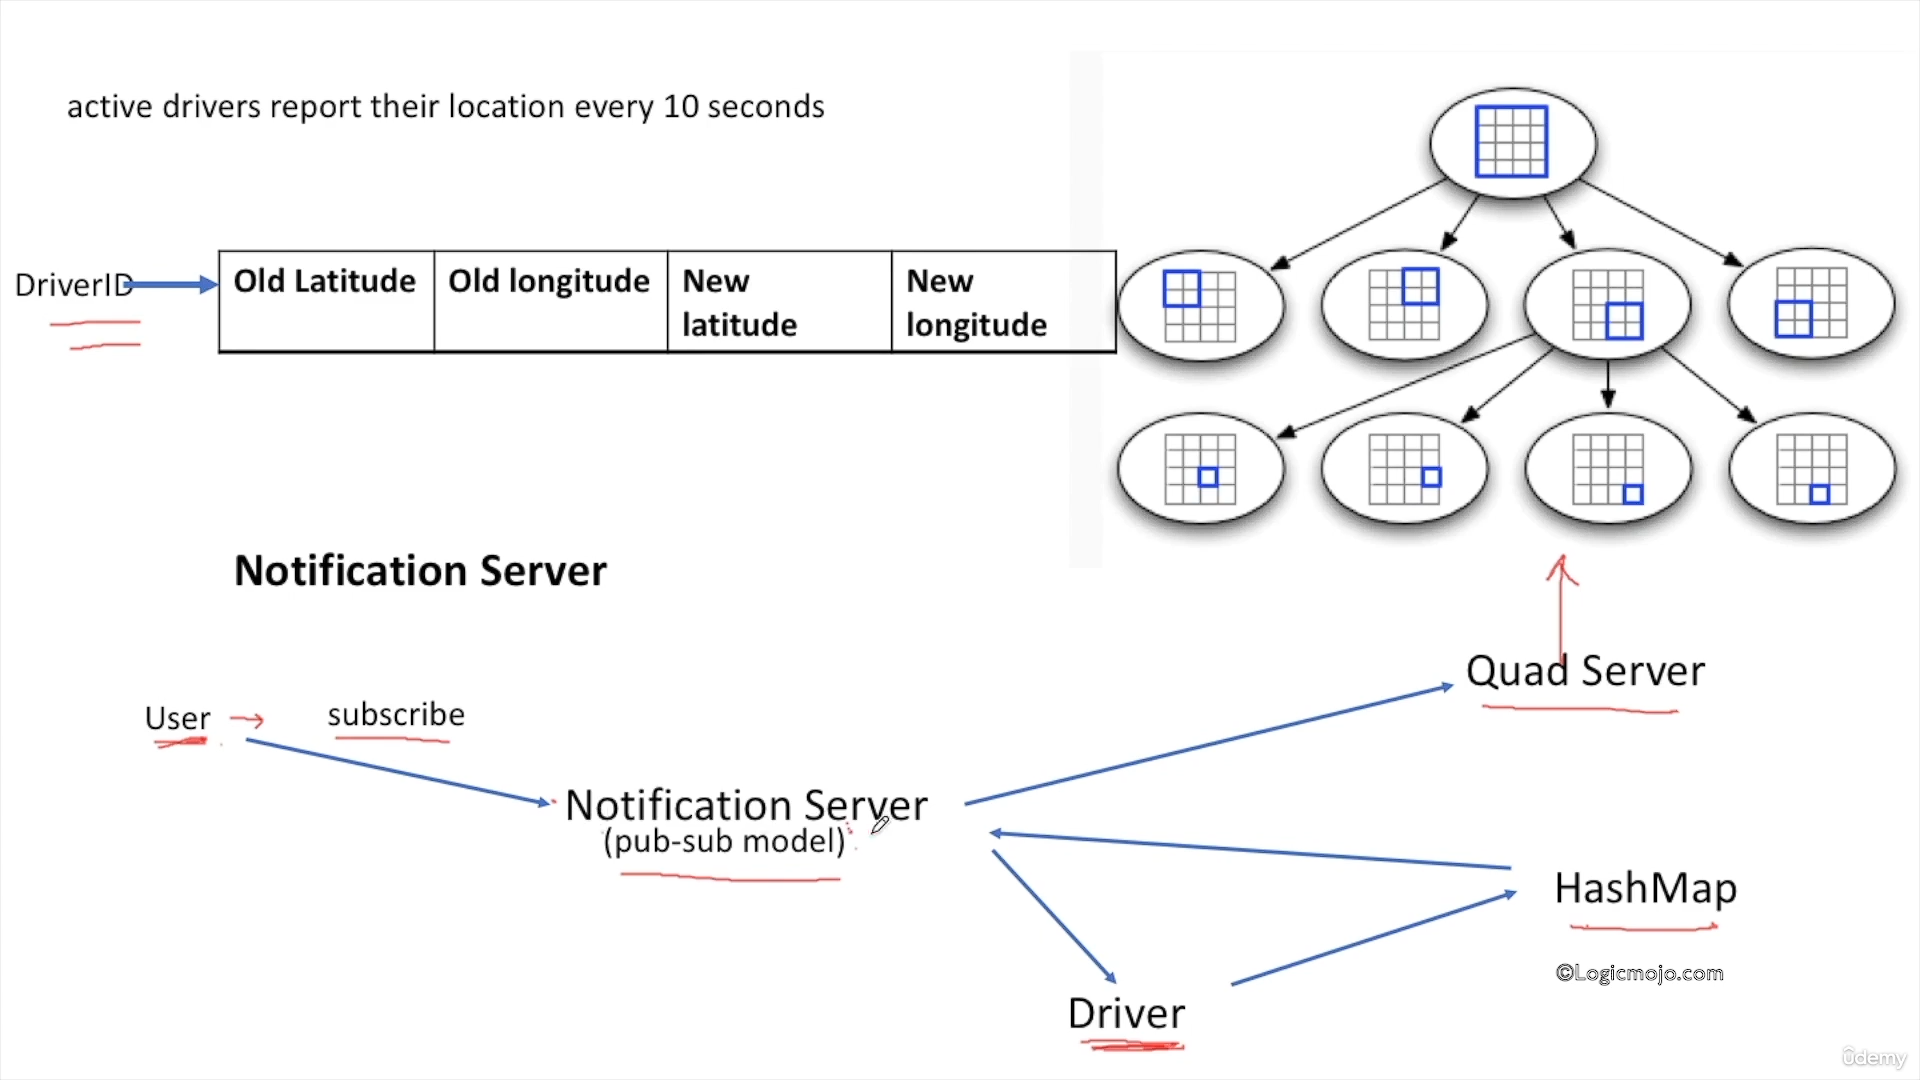 active drivers report their location every 10 seconds
DriverID
Old Latitude
Old longitude
New
latitude
New
longitude
Notification Server
User
subscribe
Quad Server
Notification Server
(pub-sub model)
HashMap
©Logicmojo.com
Driver
ûdemy